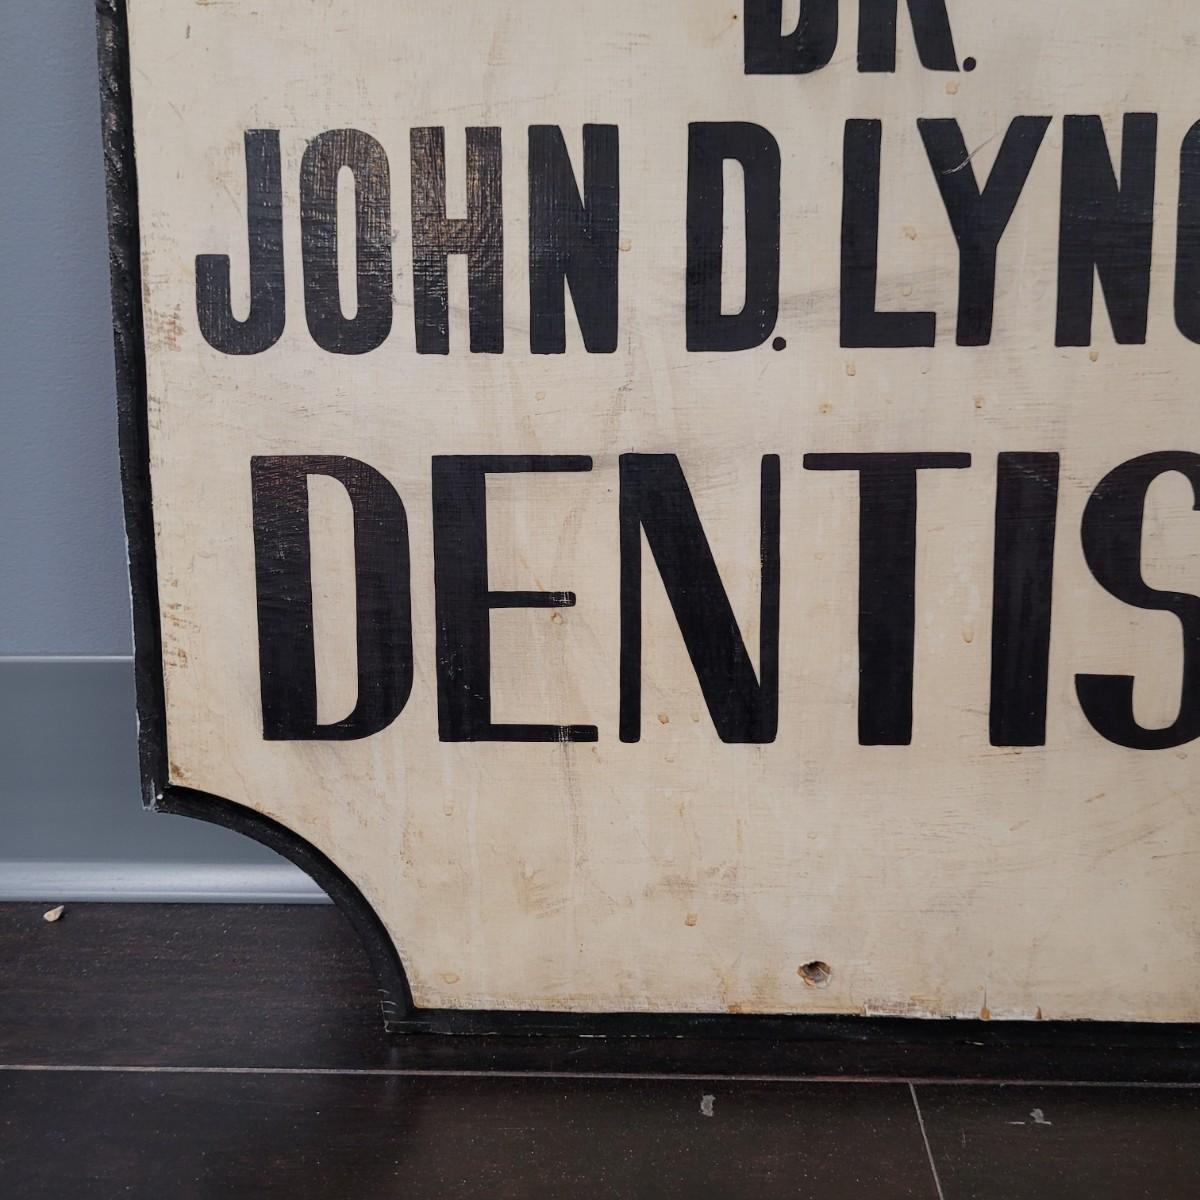 DR.
JOHN D. LYNC
DENTIS